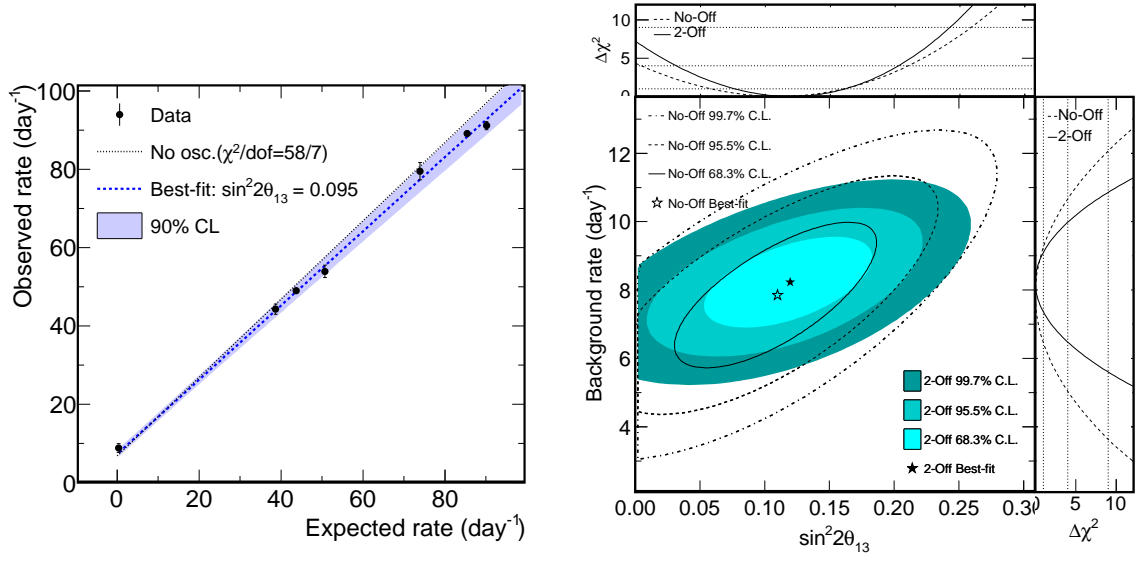 100
80
60
40
20
0
Observed rate (day⁻¹)
Data
No osc.(χ²/dof=58/7)
Best-fit: sin²2θ₁₃ = 0.095
90% CL
0 20 40 60 80
Expected rate (day⁻¹)
10
5
0
Δχ²
No-Off
2-Off
12
10
8
6
4
Background rate (day⁻¹)
No-Off 99.7% C.L.
No-Off 95.5% C.L.
No-Off 68.3% C.L.
No-Off Best-fit
2-Off 99.7% C.L.
2-Off 95.5% C.L.
2-Off 68.3% C.L.
2-Off Best-fit
0.00 0.05 0.10 0.15 0.20 0.25 0.30
sin²2θ₁₃
No-Off
2-Off
5 10
Δχ²